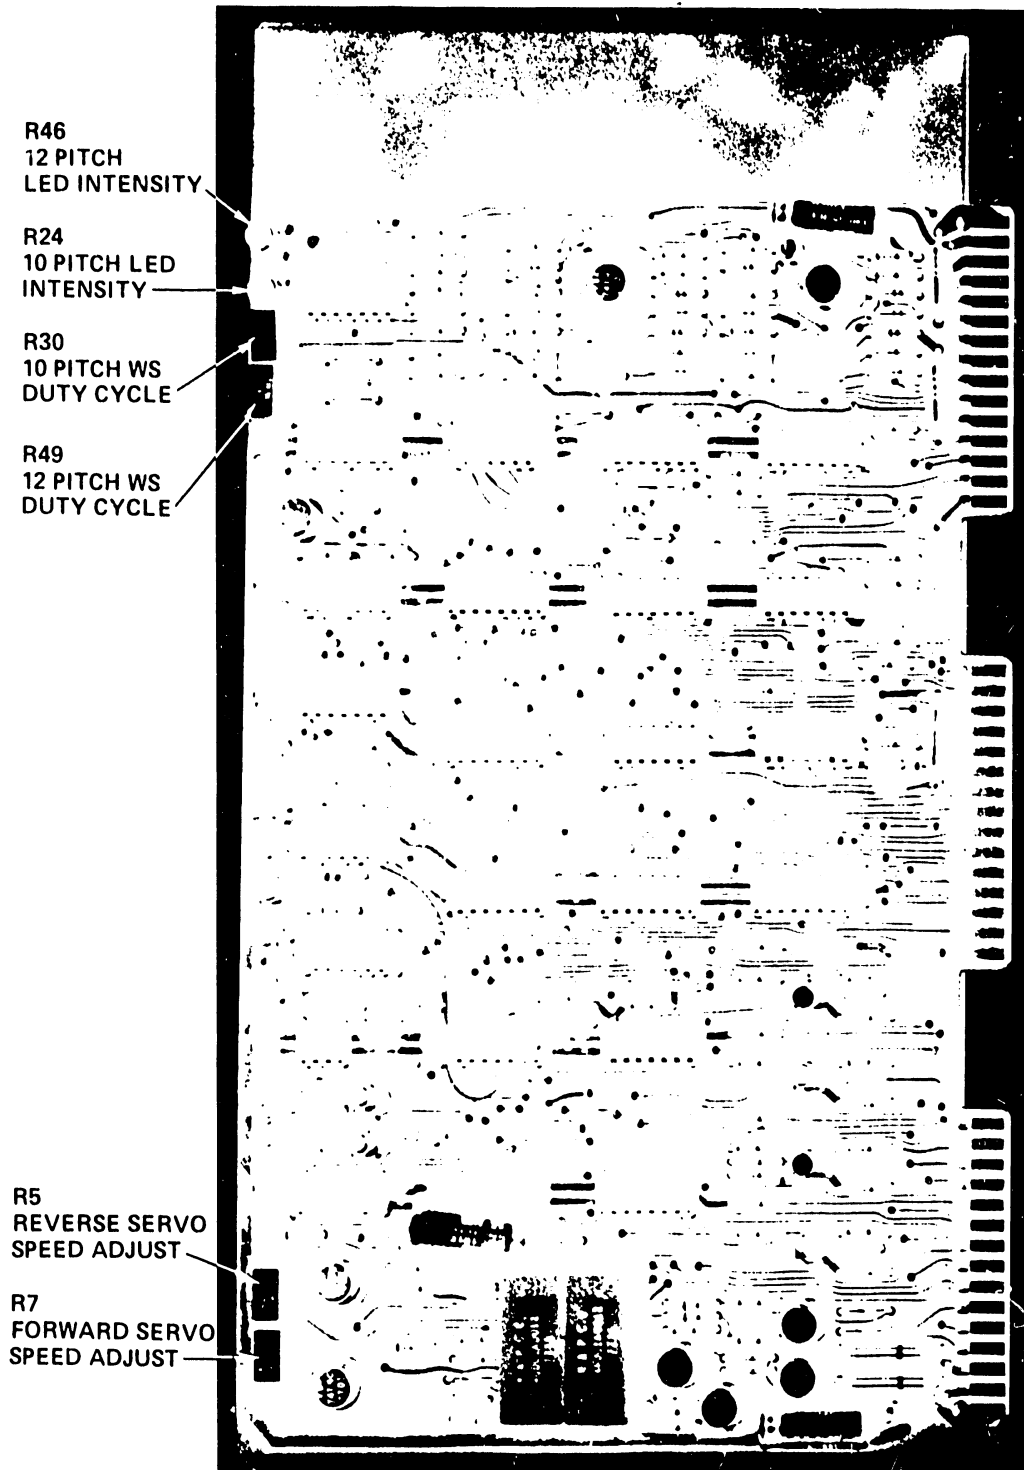 R46
12 PITCH
LED INTENSITY
R24
10 PITCH LED
INTENSITY
R30
10 PITCH WS
DUTY CYCLE
R49
12 PITCH WS
DUTY CYCLE
R5
REVERSE SERVO
SPEED ADJUST
R7
FORWARD SERVO
SPEED ADJUST